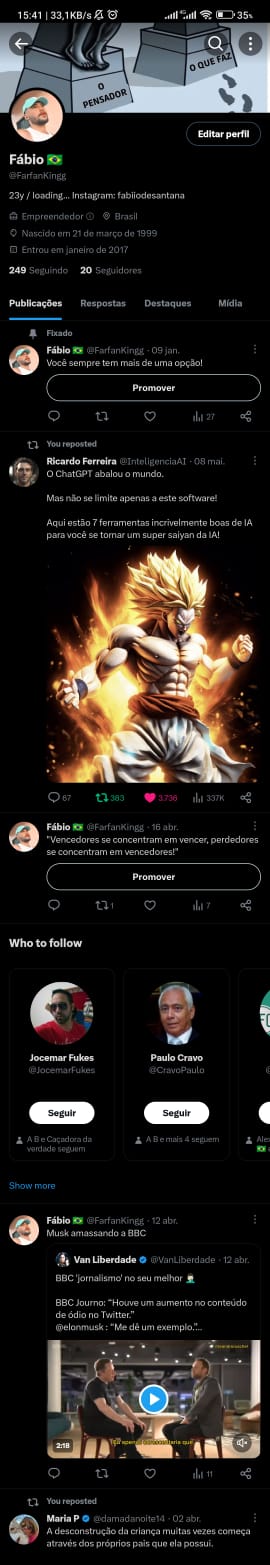 15:41 | 33,1KB/s
35%
O PENSADOR
O QUE FAZ
Editar perfil
Fábio 🇧🇷
@FarfanKingg
23y / loading... Instagram: fabiiodesantana
Empreendedor Brasil
Nascido em 21 de março de 1999
Entrou em janeiro de 2017
249 Seguindo 20 Seguidores
Publicações Respostas Destaques Mídia
Fixado
Fábio 🇧🇷 @FarfanKingg · 09 jan.
Você sempre tem mais de uma opção!
Promover
27
You reposted
Ricardo Ferreira @InteligenciaAI · 08 mai.
O ChatGPT abalou o mundo.
Mas não se limite apenas a este software!
Aqui estão 7 ferramentas incrivelmente boas de IA
para você se tornar um super saiyan da IA!
67 383 3.736 337K
Fábio 🇧🇷 @FarfanKingg · 16 abr.
"Vencedores se concentram em vencer, perdedores
se concentram em vencedores!"
Promover
1 7
Who to follow
Jocemar Fukes
@JocemarFukes
Seguir
A B e Caçadora da
verdade seguem
Paulo Cravo
@CravoPaulo
Seguir
A B e mais 4 seguem
Show more
Fábio 🇧🇷 @FarfanKingg · 12 abr.
Musk amassando a BBC
Van Liberdade @VanLiberdade · 12 abr.
BBC 'jornalismo' no seu melhor 🤦🏻‍♂️
BBC Journo: “Houve um aumento no conteúdo
de ódio no Twitter.”
@elonmusk : “Me dê um exemplo.”...
2:18
11
You reposted
Maria P @damadanoite14 · 02 abr.
A desconstrução da criança muitas vezes começa
através dos próprios pais que ela possui.